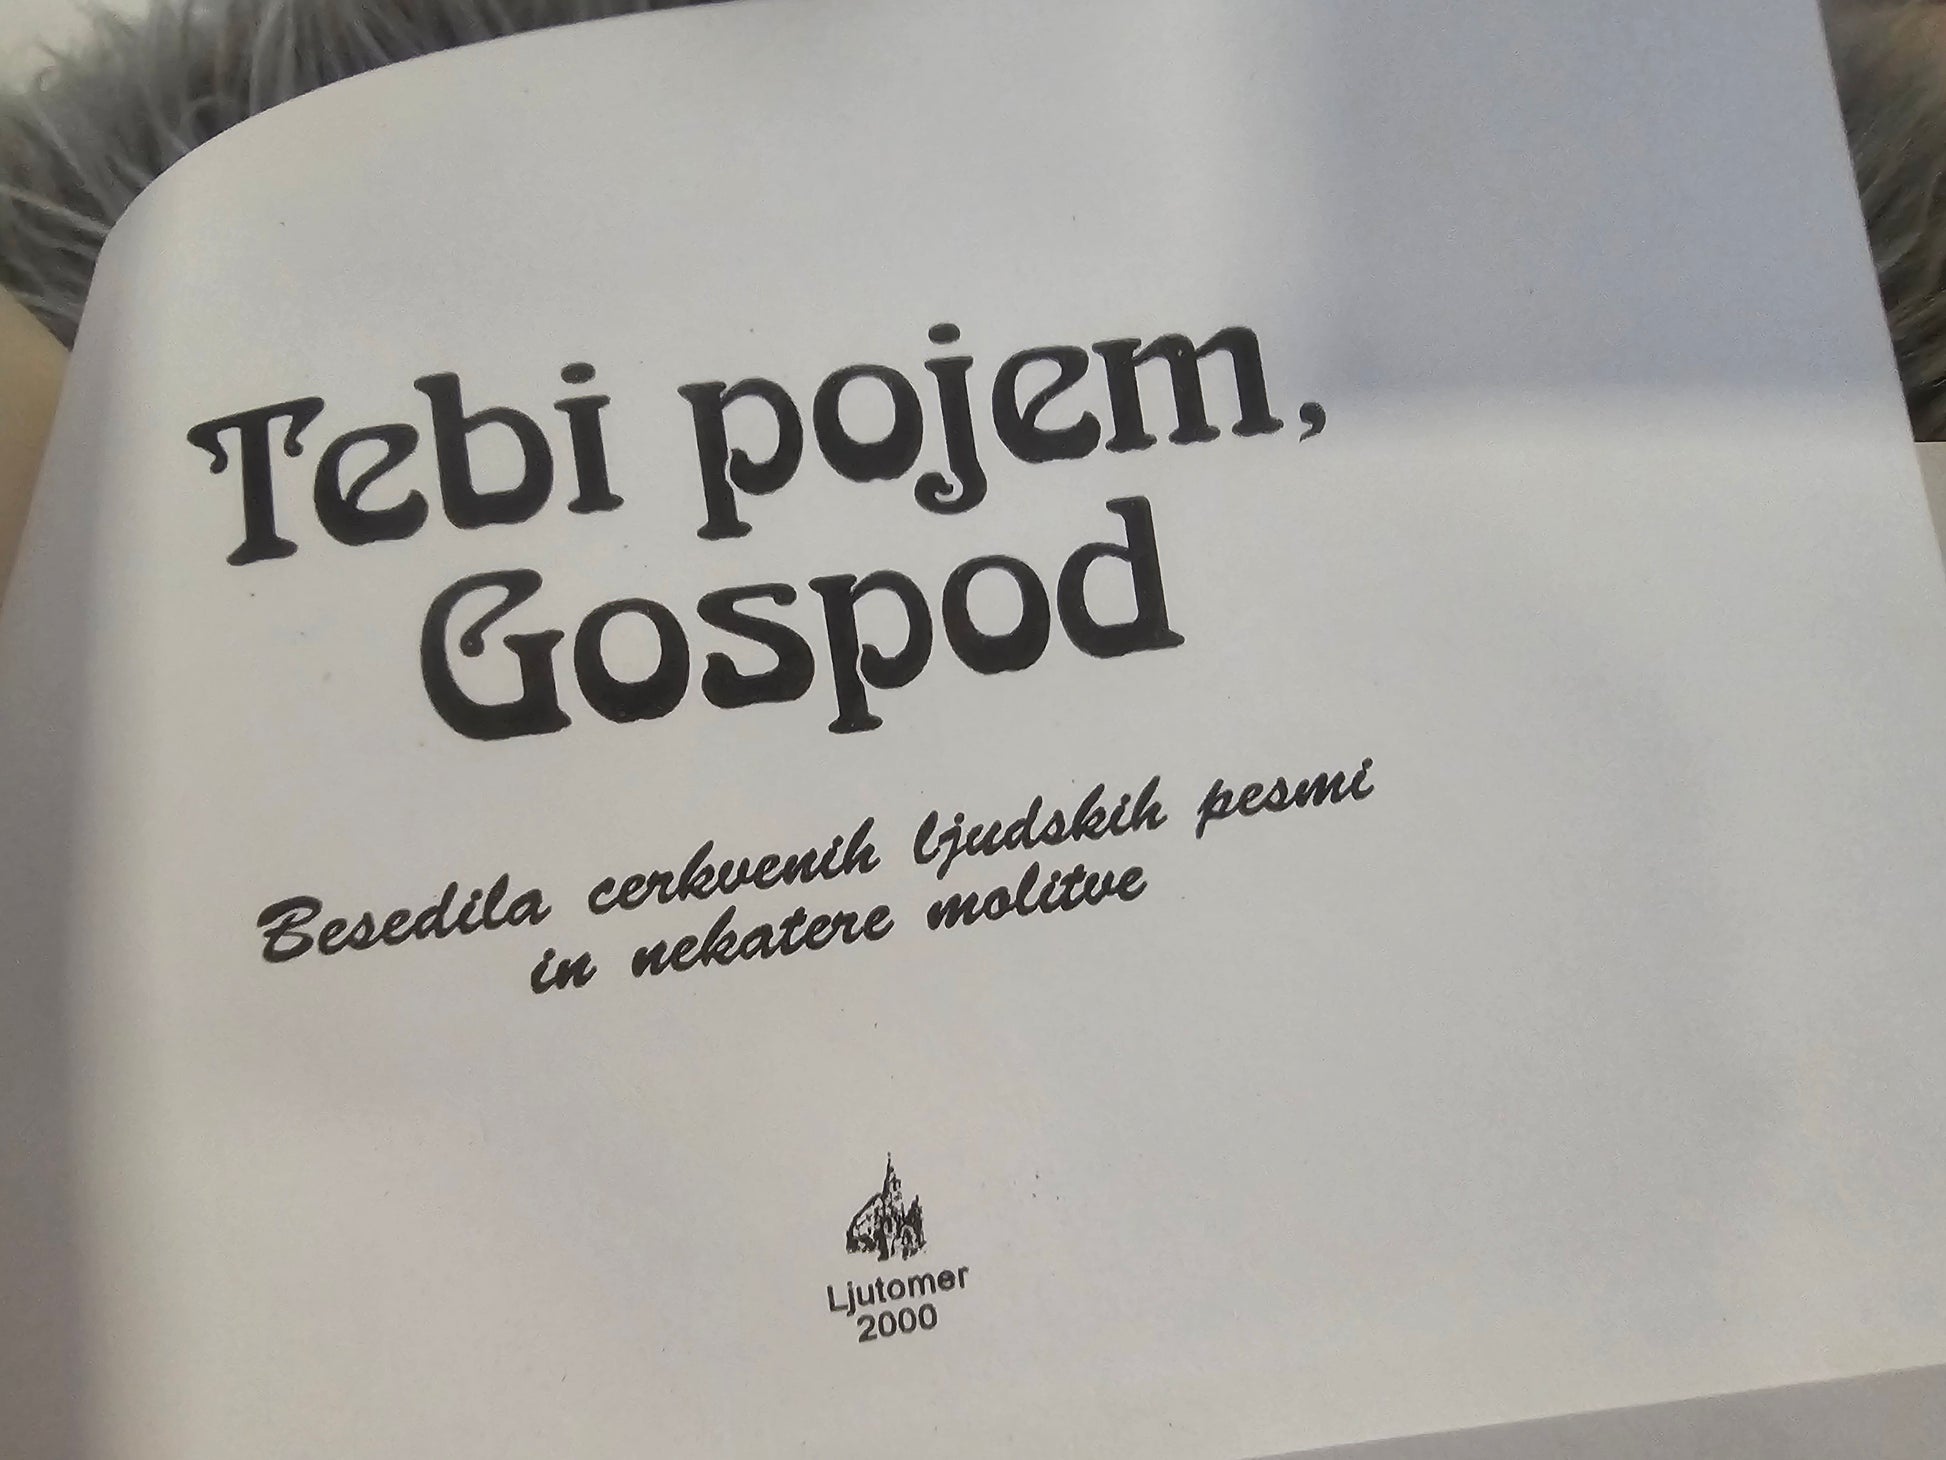 Tebi pojem,
Gospod
Besedila cerkvenih ljudskih pesmi
in nekatere molitve
Ljutomer
2000